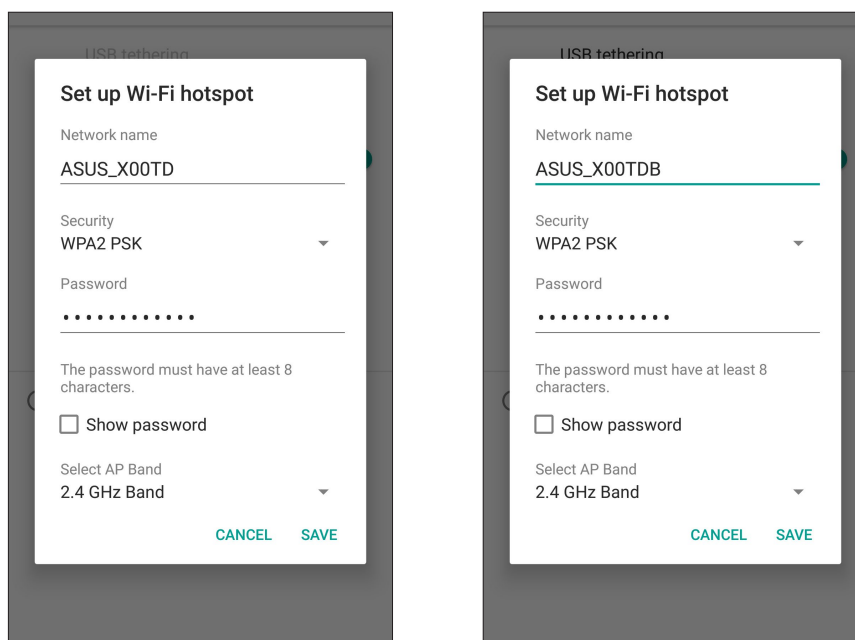 USB tethering
Set up Wi-Fi hotspot
Network name
ASUS_X00TD
Security
WPA2 PSK
Password
••••••••••••
The password must have at least 8
characters.
Show password
Select AP Band
2.4 GHz Band
CANCEL SAVE
USB tethering
Set up Wi-Fi hotspot
Network name
ASUS_X00TDB
Security
WPA2 PSK
Password
••••••••••••
The password must have at least 8
characters.
Show password
Select AP Band
2.4 GHz Band
CANCEL SAVE